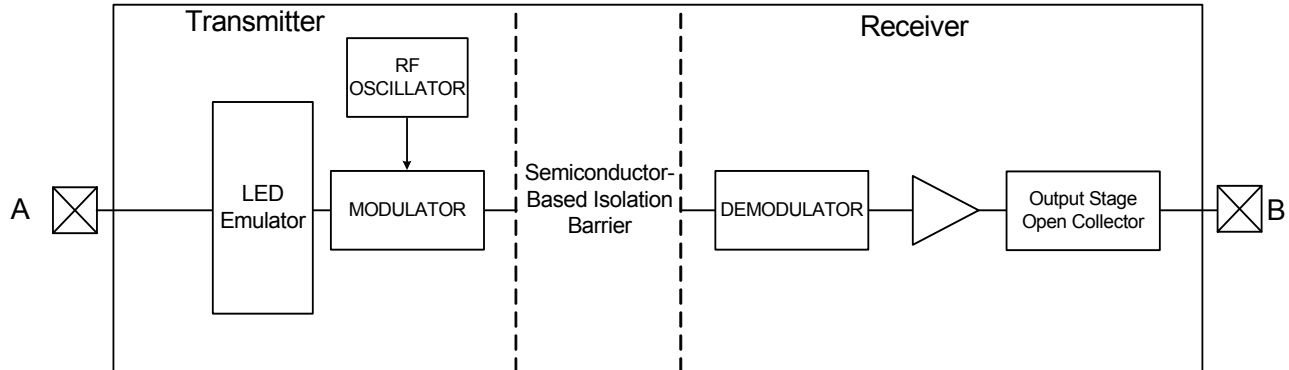 Transmitter
Receiver
RF
OSCILLATOR
A
LED
Emulator
MODULATOR
Semiconductor-
Based Isolation
Barrier
DEMODULATOR
Output Stage
Open Collector
B